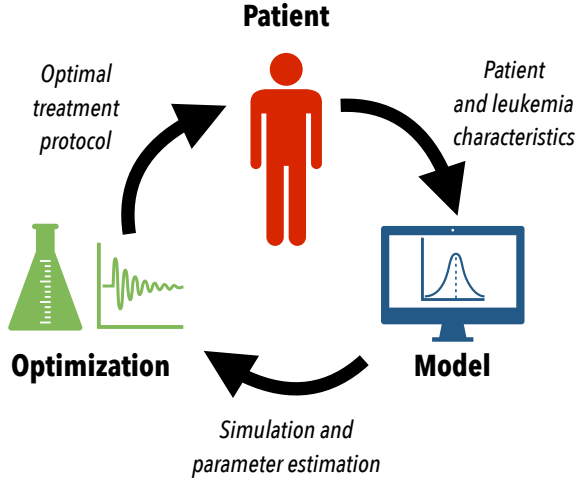 Patient
Optimal
treatment
protocol
Patient
and leukemia
characteristics
Optimization
Model
Simulation and
parameter estimation